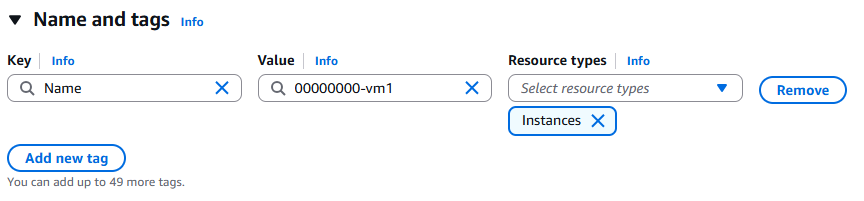 Name and tags Info
Key Info Value Info Resource types Info
Name 00000000-vm1 Select resource types Remove
Instances
Add new tag
You can add up to 49 more tags.